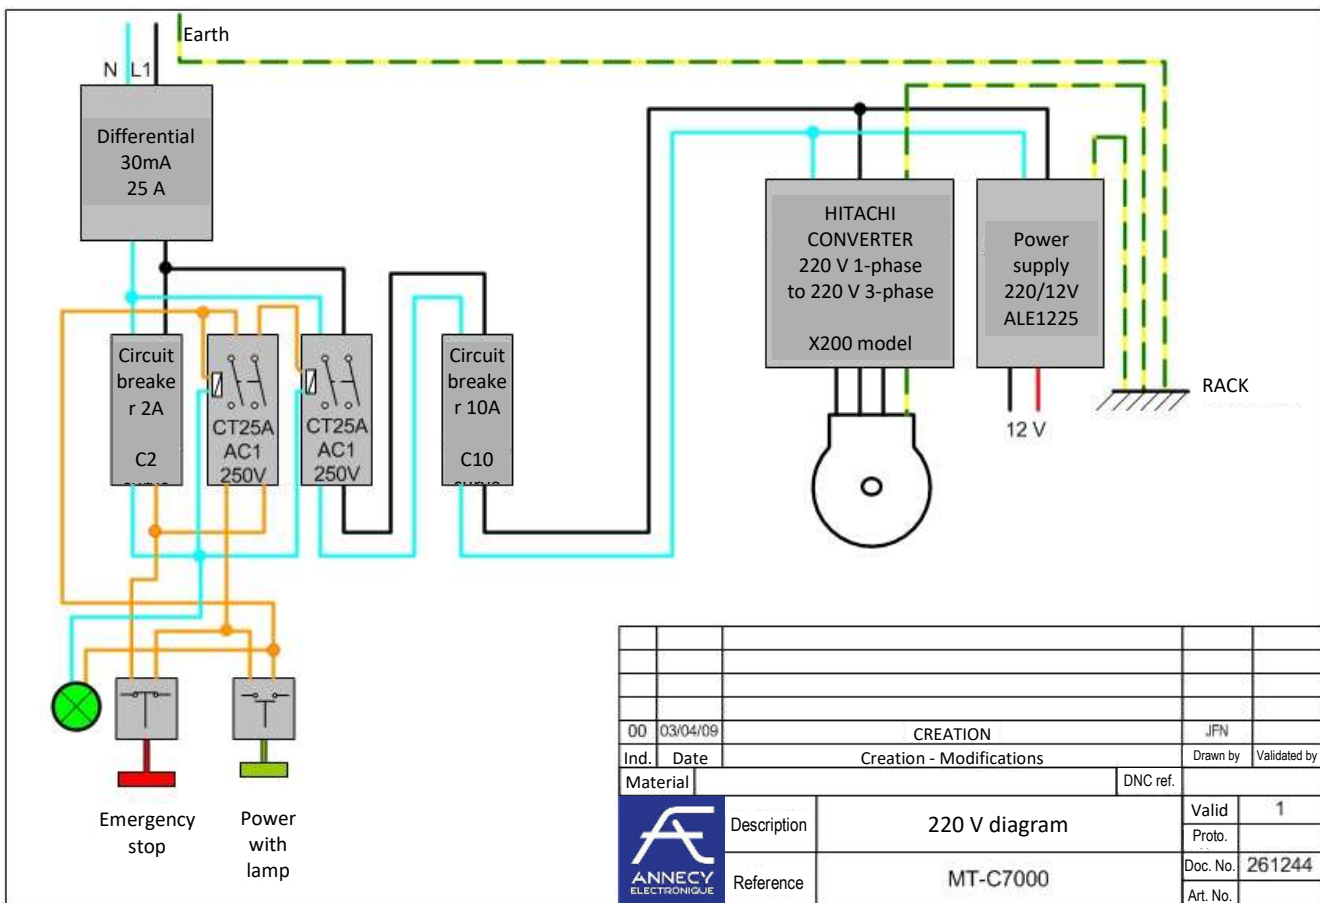 Earth
N L1
Differential
30mA
25 A
HITACHI
CONVERTER
220 V 1-phase
to 220 V 3-phase
X200 model
Power
supply
220/12V
ALE1225
Circuit
breake
r 2A
C2
CT25A
AC1
250V
CT25A
AC1
250V
Circuit
breake
r 10A
C10
12 V
RACK
Emergency
stop
Power
with
lamp
00 03/04/09 CREATION JFN
Ind. Date Creation - Modifications Drawn by Validated by
Material DNC ref.
ANNECY
ELECTRONIQUE
Description 220 V diagram
Valid 1
Proto.
Reference MT-C7000
Doc. No. 261244
Art. No.